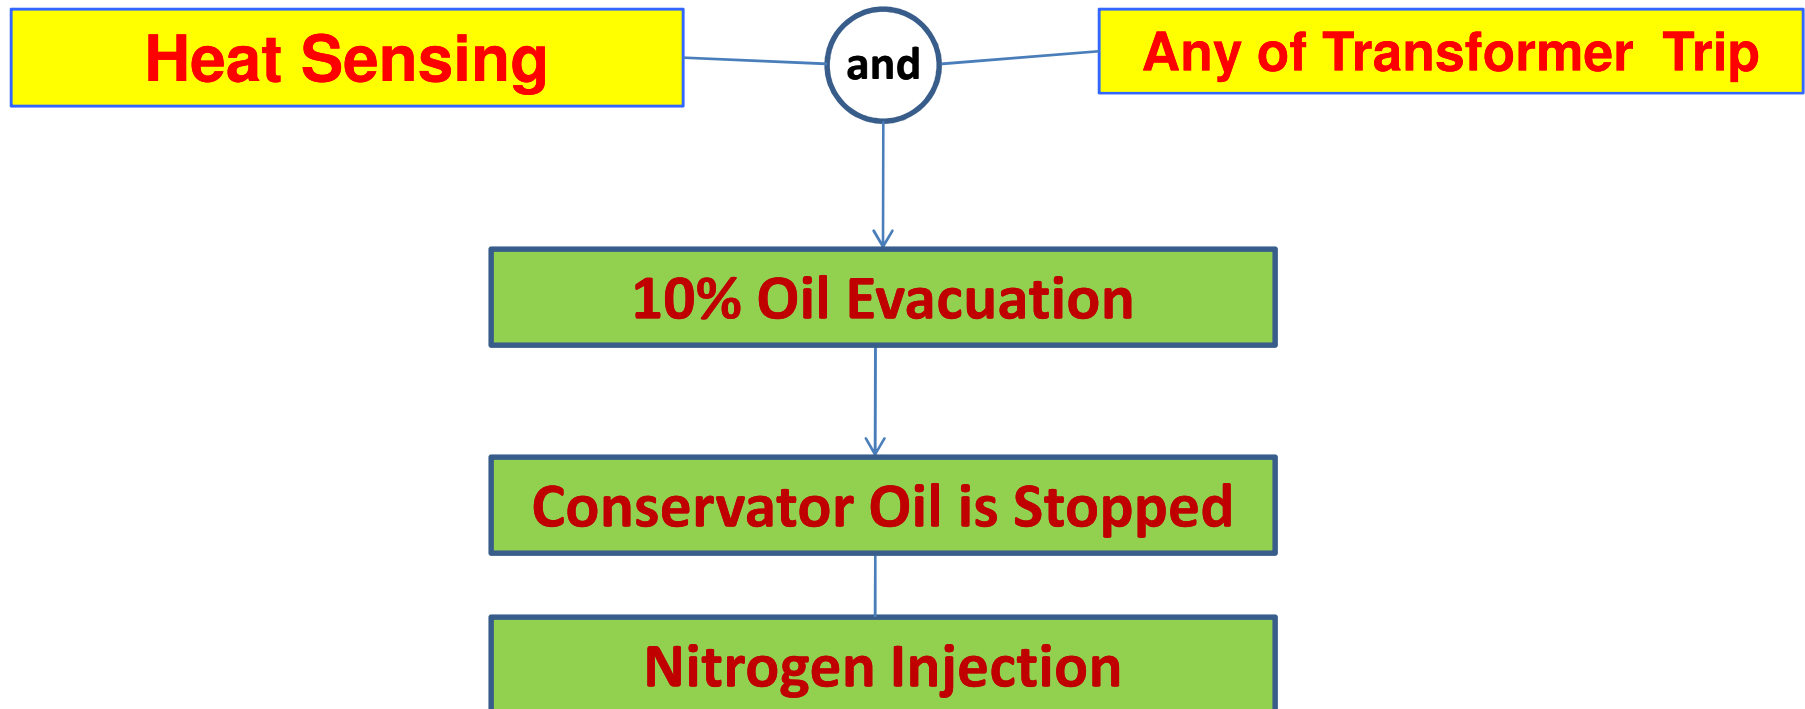 Heat Sensing
and
Any of Transformer  Trip
10% Oil Evacuation
Conservator Oil is Stopped
Nitrogen Injection